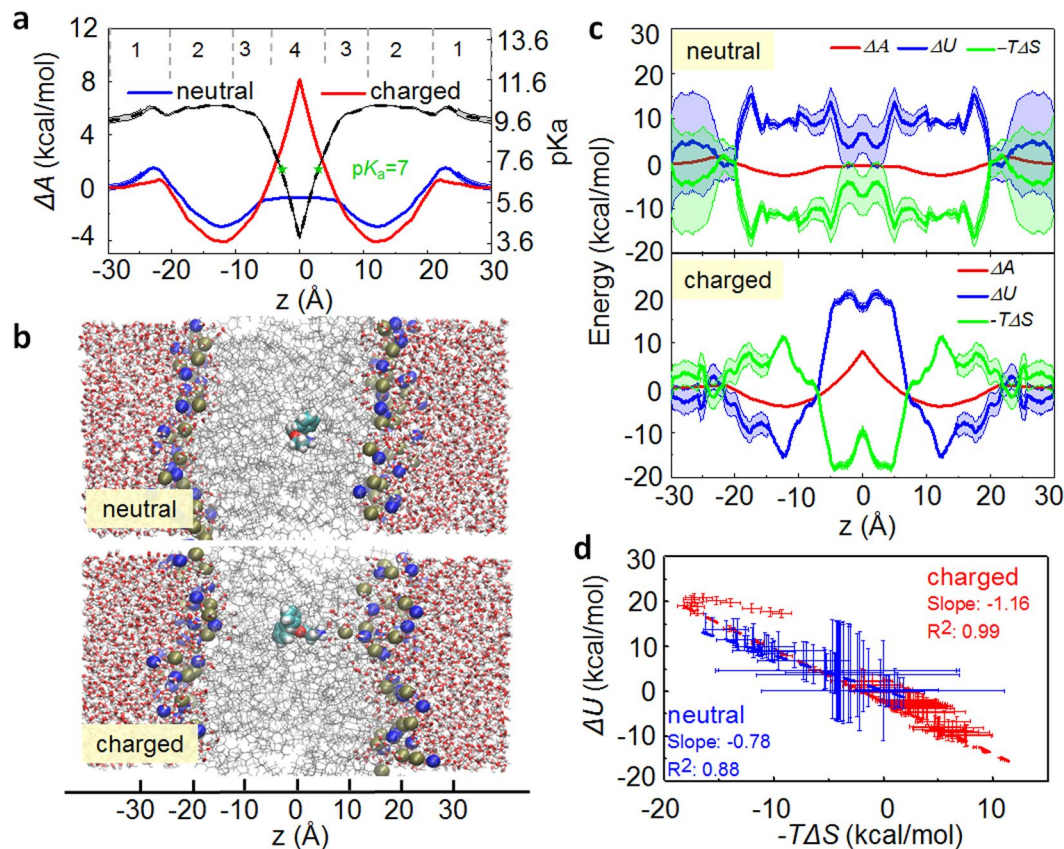 a
12
8
4
0
-4
ΔA (kcal/mol)
1 2 3 4 3 2 1
neutral charged
pKa=7
13.6
11.6
9.6
7.6
5.6
3.6
pKa
-30 -20 -10 0 10 20 30
z (Å)
b
neutral
charged
-30 -20 -10 0 10 20 30
z (Å)
c
neutral
ΔA ΔU -TΔS
20
10
0
-10
-20
Energy (kcal/mol)
charged
ΔA
ΔU
-TΔS
20
10
0
-10
20
-30 -20 -10 0 10 20 30
z (Å)
d
30
20
10
0
-10
20
ΔU (kcal/mol)
charged
Slope: -1.16
R²: 0.99
neutral
Slope: -0.78
R²: 0.88
-20 -10 0 10
-TΔS (kcal/mol)